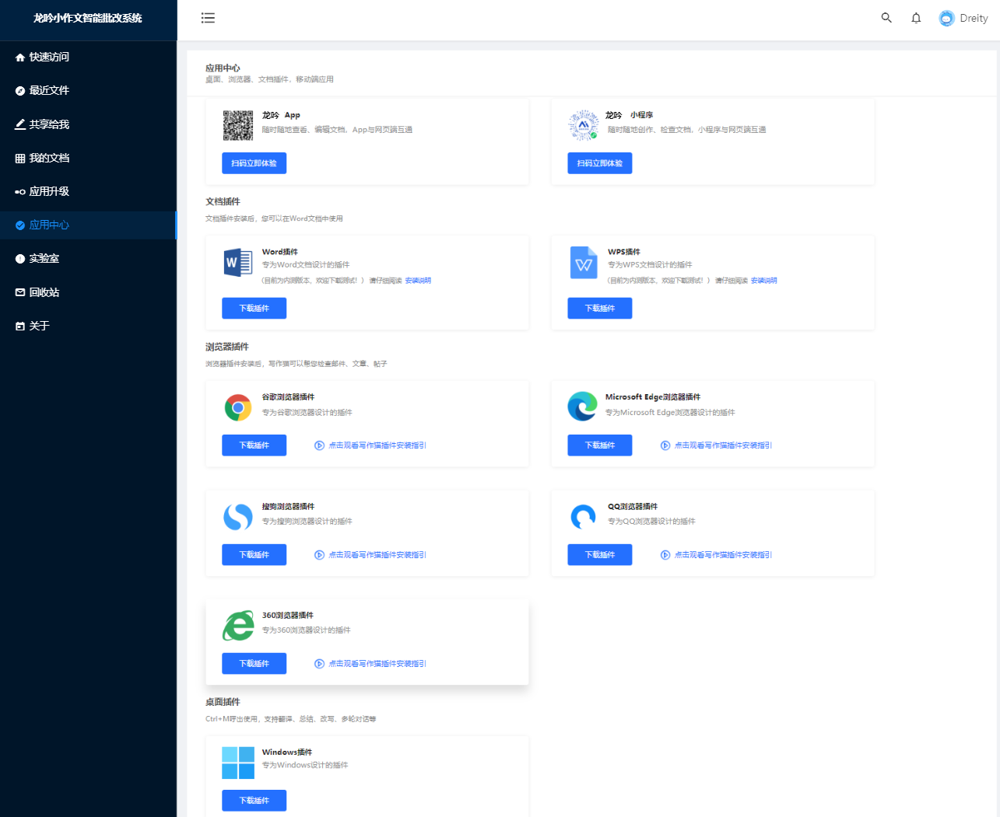 龙吟小作文智能批改系统
Dreity
快速访问
最近文件
共享给我
我的文档
应用升级
应用中心
实验室
回收站
关于
应用中心
桌面、浏览器、文档插件，移动端应用
龙吟 App
随时随地查看、编辑文档，App与网页端互通
扫码立即体验
龙吟 小程序
随时随地创作、检查文档，小程序与网页端互通
扫码立即体验
文档插件
文档插件安装后，您可以在Word文档中使用
Word插件
专为Word文档设计的插件
（目前为内测版本，欢迎下载测试！） 请仔细阅读 安装说明
下载插件
WPS插件
专为WPS文档设计的插件
（目前为内测版本，欢迎下载测试！） 请仔细阅读 安装说明
下载插件
浏览器插件
浏览器插件安装后，写作猫可以帮您检查邮件、文章、帖子
谷歌浏览器插件
专为谷歌浏览器设计的插件
下载插件 点击观看写作猫插件安装指引
Microsoft Edge浏览器插件
专为Microsoft Edge浏览器设计的插件
下载插件 点击观看写作猫插件安装指引
搜狗浏览器插件
专为搜狗浏览器设计的插件
下载插件 点击观看写作猫插件安装指引
QQ浏览器插件
专为QQ浏览器设计的插件
下载插件 点击观看写作猫插件安装指引
360浏览器插件
专为360浏览器设计的插件
下载插件 点击观看写作猫插件安装指引
桌面插件
Ctrl+M呼出使用，支持翻译、总结、改写、多轮对话等
Windows插件
专为Windows设计的插件
下载插件